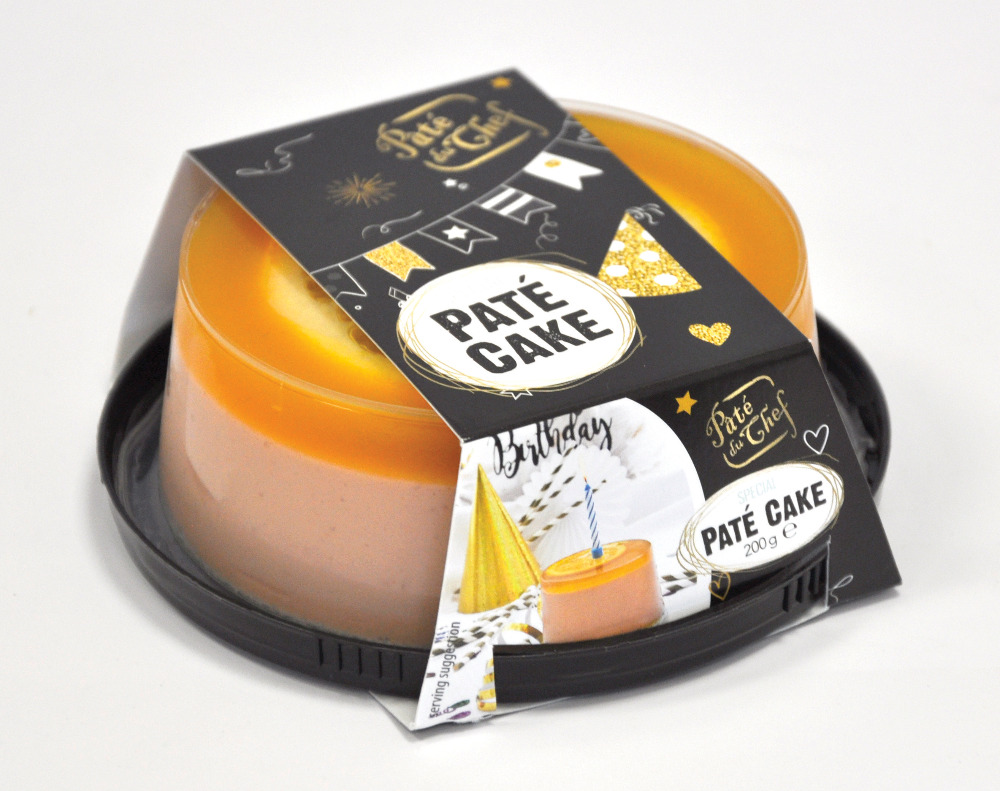 Paté
du Chef
PATÉ
CAKE
Birthday
Paté
du Chef
SPECIAL
PATÉ CAKE
200 g ℮
serving suggestion